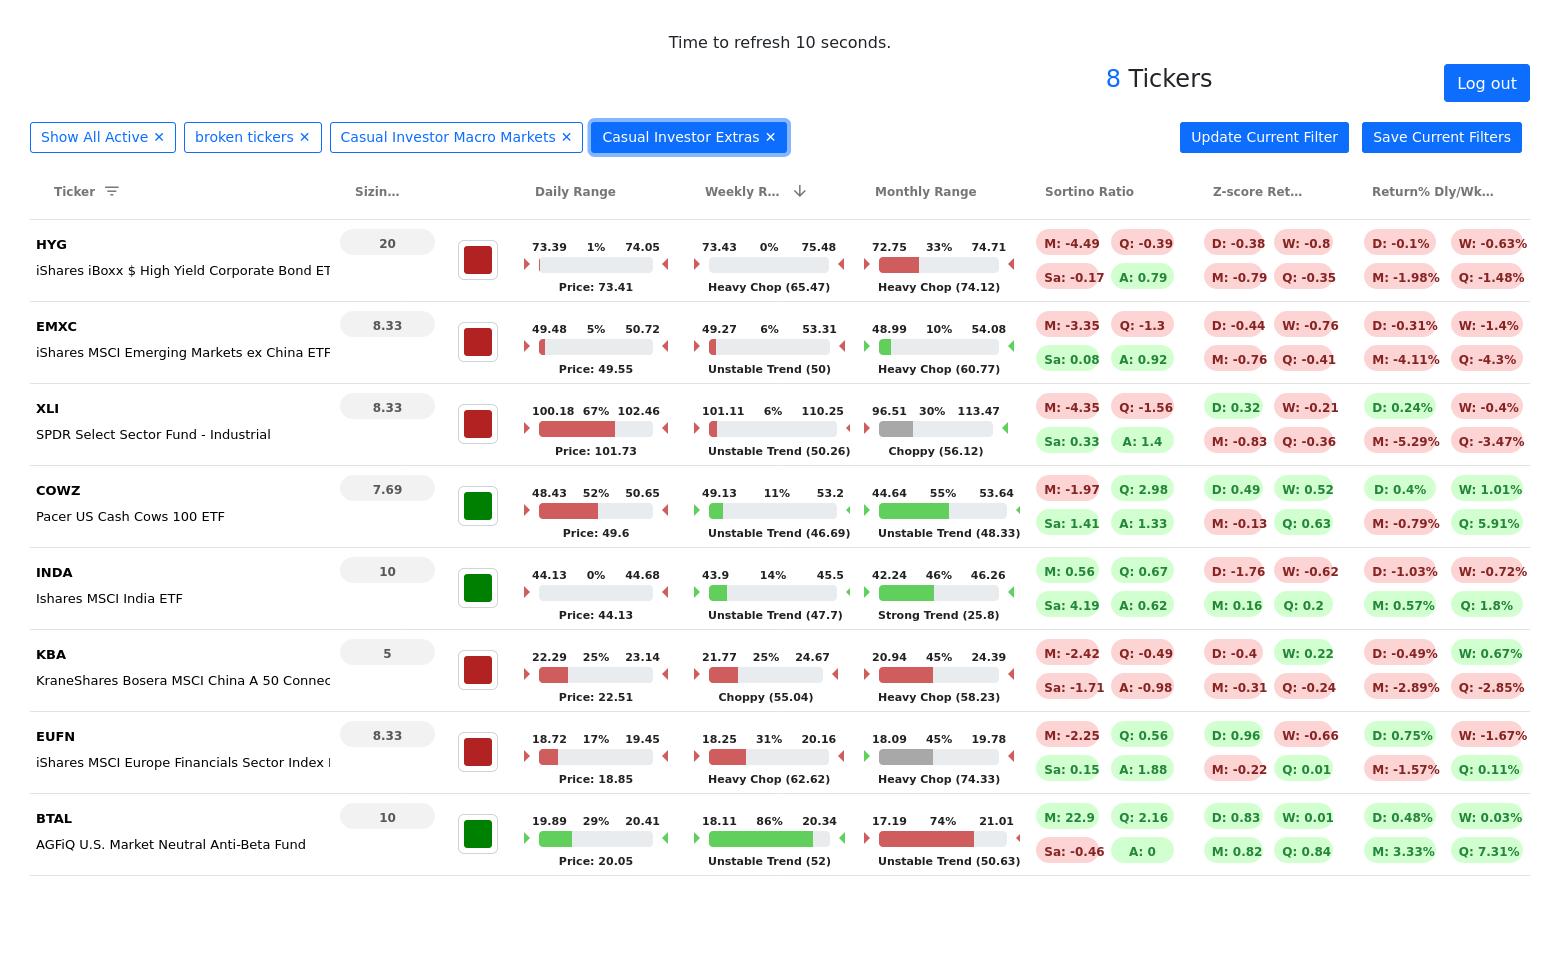 Time to refresh 10 seconds.
8 Tickers
Log out
Show All Active ✕ broken tickers ✕ Casual Investor Macro Markets ✕ Casual Investor Extras ✕ Update Current Filter Save Current Filters
Ticker Sizin... Daily Range Weekly R... Monthly Range Sortino Ratio Z-score Ret... Return% Dly/Wk...
HYG 20 73.39 1% 74.05 73.43 0% 75.48 72.75 33% 74.71 M: -4.49 Q: -0.39 D: -0.38 W: -0.8 D: -0.1% W: -0.63%
iShares iBoxx $ High Yield Corporate Bond ET Price: 73.41 Heavy Chop (65.47) Heavy Chop (74.12) Sa: -0.17 A: 0.79 M: -0.79 Q: -0.35 M: -1.98% Q: -1.48%
EMXC 8.33 49.48 5% 50.72 49.27 6% 53.31 48.99 10% 54.08 M: -3.35 Q: -1.3 D: -0.44 W: -0.76 D: -0.31% W: -1.4%
iShares MSCI Emerging Markets ex China ETF Price: 49.55 Unstable Trend (50) Heavy Chop (60.77) Sa: 0.08 A: 0.92 M: -0.76 Q: -0.41 M: -4.11% Q: -4.3%
XLI 8.33 100.18 67% 102.46 101.11 6% 110.25 96.51 30% 113.47 M: -4.35 Q: -1.56 D: 0.32 W: -0.21 D: 0.24% W: -0.4%
SPDR Select Sector Fund - Industrial Price: 101.73 Unstable Trend (50.26) Choppy (56.12) Sa: 0.33 A: 1.4 M: -0.83 Q: -0.36 M: -5.29% Q: -3.47%
COWZ 7.69 48.43 52% 50.65 49.13 11% 53.2 44.64 55% 53.64 M: -1.97 Q: 2.98 D: 0.49 W: 0.52 D: 0.4% W: 1.01%
Pacer US Cash Cows 100 ETF Price: 49.6 Unstable Trend (46.69) Unstable Trend (48.33) Sa: 1.41 A: 1.33 M: -0.13 Q: 0.63 M: -0.79% Q: 5.91%
INDA 10 44.13 0% 44.68 43.9 14% 45.5 42.24 46% 46.26 M: 0.56 Q: 0.67 D: -1.76 W: -0.62 D: -1.03% W: -0.72%
Ishares MSCI India ETF Price: 44.13 Unstable Trend (47.7) Strong Trend (25.8) Sa: 4.19 A: 0.62 M: 0.16 Q: 0.2 M: 0.57% Q: 1.8%
KBA 5 22.29 25% 23.14 21.77 25% 24.67 20.94 45% 24.39 M: -2.42 Q: -0.49 D: -0.4 W: 0.22 D: -0.49% W: 0.67%
KraneShares Bosera MSCI China A 50 Connec Price: 22.51 Choppy (55.04) Heavy Chop (58.23) Sa: -1.71 A: -0.98 M: -0.31 Q: -0.24 M: -2.89% Q: -2.85%
EUFN 8.33 18.72 17% 19.45 18.25 31% 20.16 18.09 45% 19.78 M: -2.25 Q: 0.56 D: 0.96 W: -0.66 D: 0.75% W: -1.67%
iShares MSCI Europe Financials Sector Index Price: 18.85 Heavy Chop (62.62) Heavy Chop (74.33) Sa: 0.15 A: 1.88 M: -0.22 Q: 0.01 M: -1.57% Q: 0.11%
BTAL 10 19.89 29% 20.41 18.11 86% 20.34 17.19 74% 21.01 M: 22.9 Q: 2.16 D: 0.83 W: 0.01 D: 0.48% W: 0.03%
AGFiQ U.S. Market Neutral Anti-Beta Fund Price: 20.05 Unstable Trend (52) Unstable Trend (50.63) Sa: -0.46 A: 0 M: 0.82 Q: 0.84 M: 3.33% Q: 7.31%